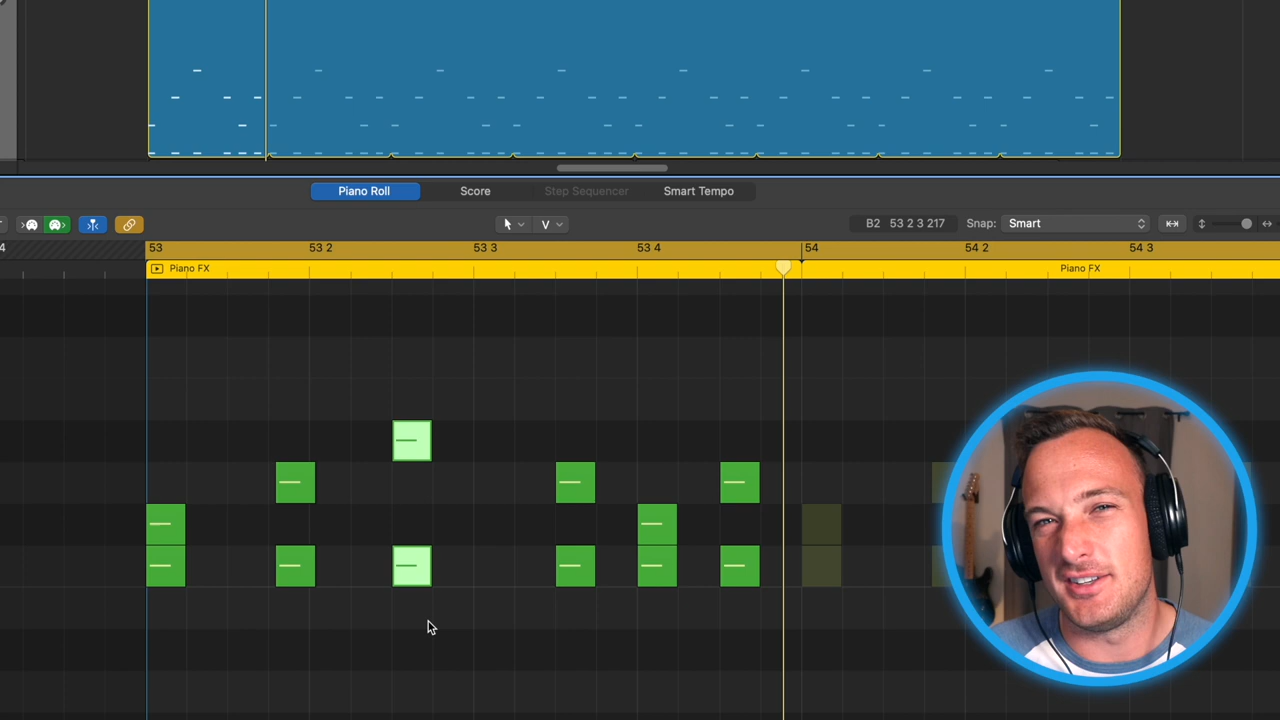 Piano Roll Score Step Sequencer Smart Tempo
V B2 53 2 3 217 Snap: Smart
4 53 53 2 53 3 53 4 54 54 2 54 3
Piano FX Piano FX